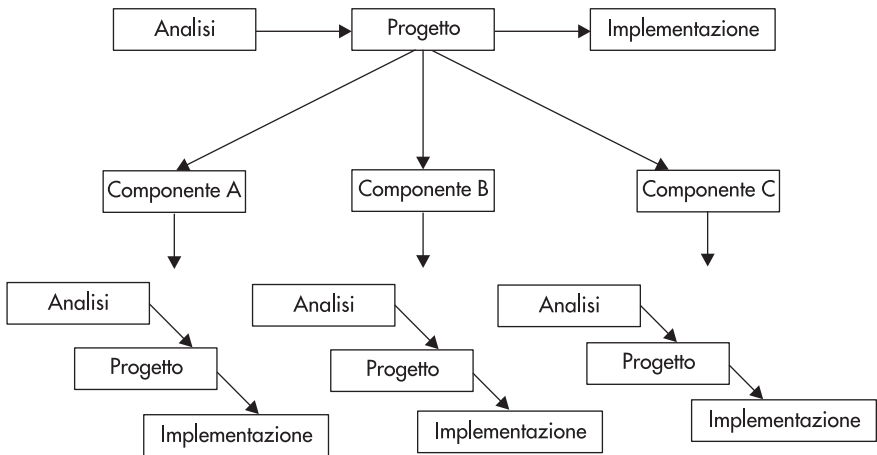 Analisi
Progetto
Implementazione
Componente A
Componente B
Componente C
Analisi
Progetto
Implementazione
Analisi
Progetto
Implementazione
Analisi
Progetto
Implementazione